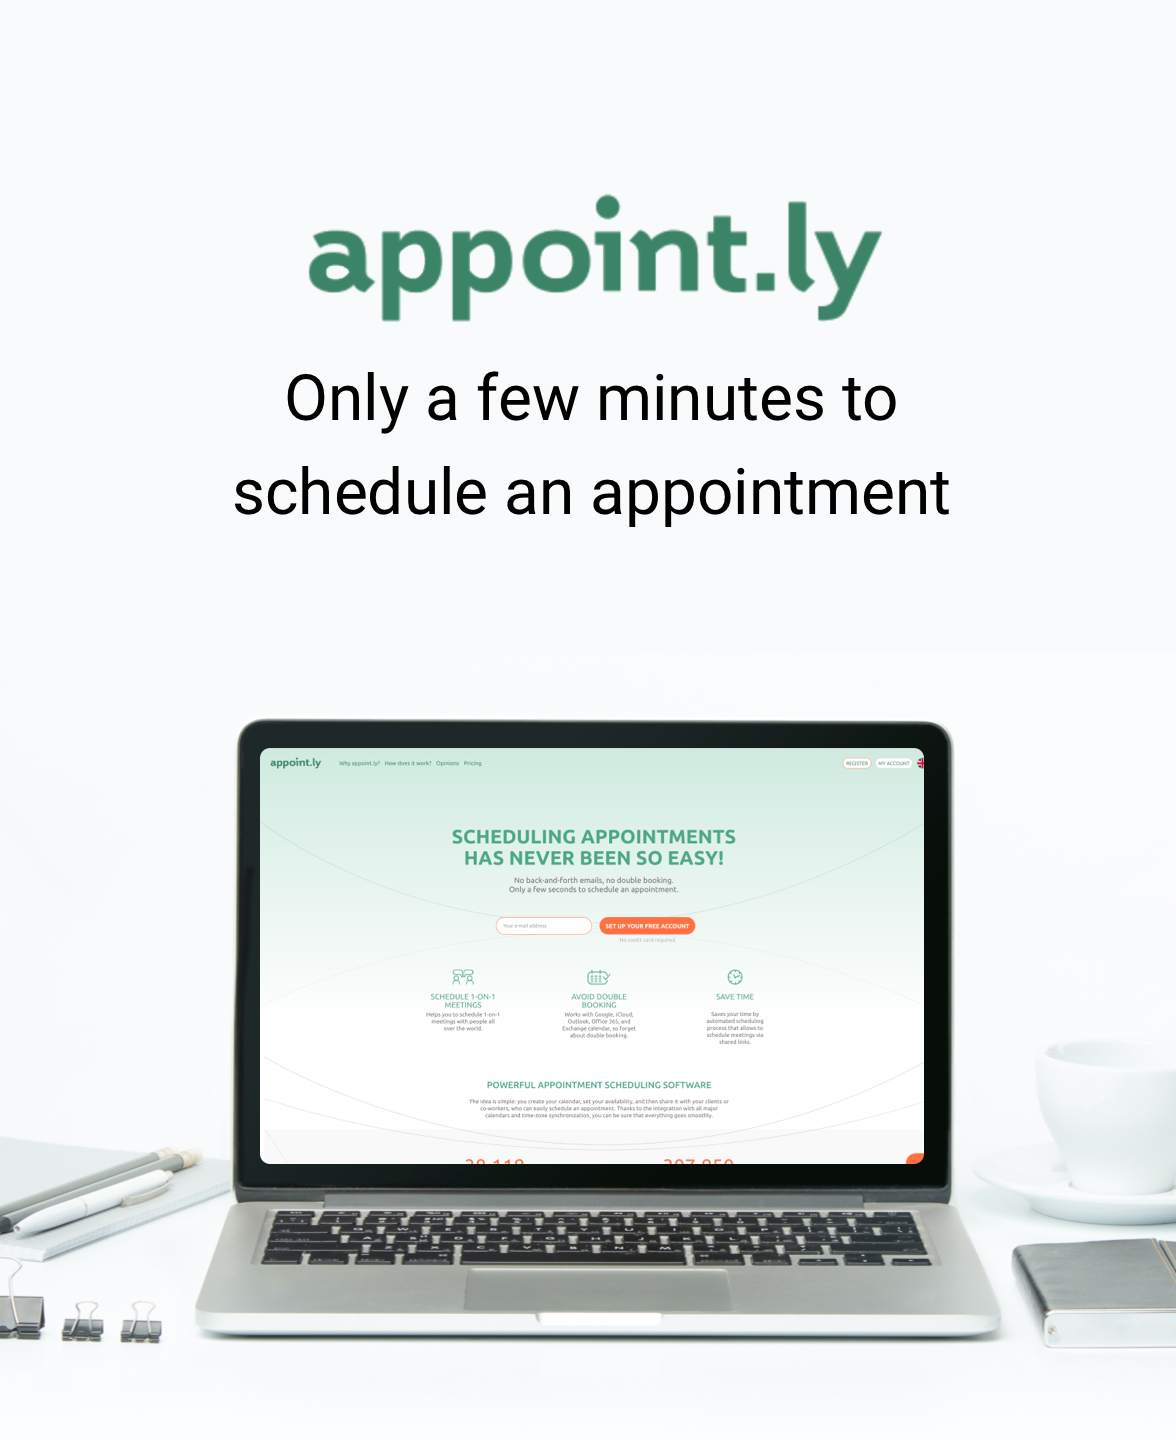 appoint.ly
Only a few minutes to
schedule an appointment
appoint.ly Why appoint.ly? How does it work? Opinions Pricing REGISTER MY ACCOUNT
SCHEDULING APPOINTMENTS
HAS NEVER BEEN SO EASY!
No back-and-forth emails, no double booking.
Only a few seconds to schedule an appointment.
Your e-mail address SET UP YOUR FREE ACCOUNT
No credit card required
SCHEDULE 1-ON-1
MEETINGS
Helps you to schedule 1-on-1
meetings with people all
over the world.
AVOID DOUBLE
BOOKING
Works with Google, iCloud,
Outlook, Office 365, and
Exchange calendar, so forget
about double booking.
SAVE TIME
Saves your time by
automated scheduling
process that allows to
schedule meetings via
shared links.
POWERFUL APPOINTMENT SCHEDULING SOFTWARE
The idea is simple: you create your calendar, set your availability, and then share it with your clients or
co-workers, who can easily schedule an appointment. Thanks to the integration with all major
calendars and time-zone synchronization, you can be sure that everything goes smoothly.